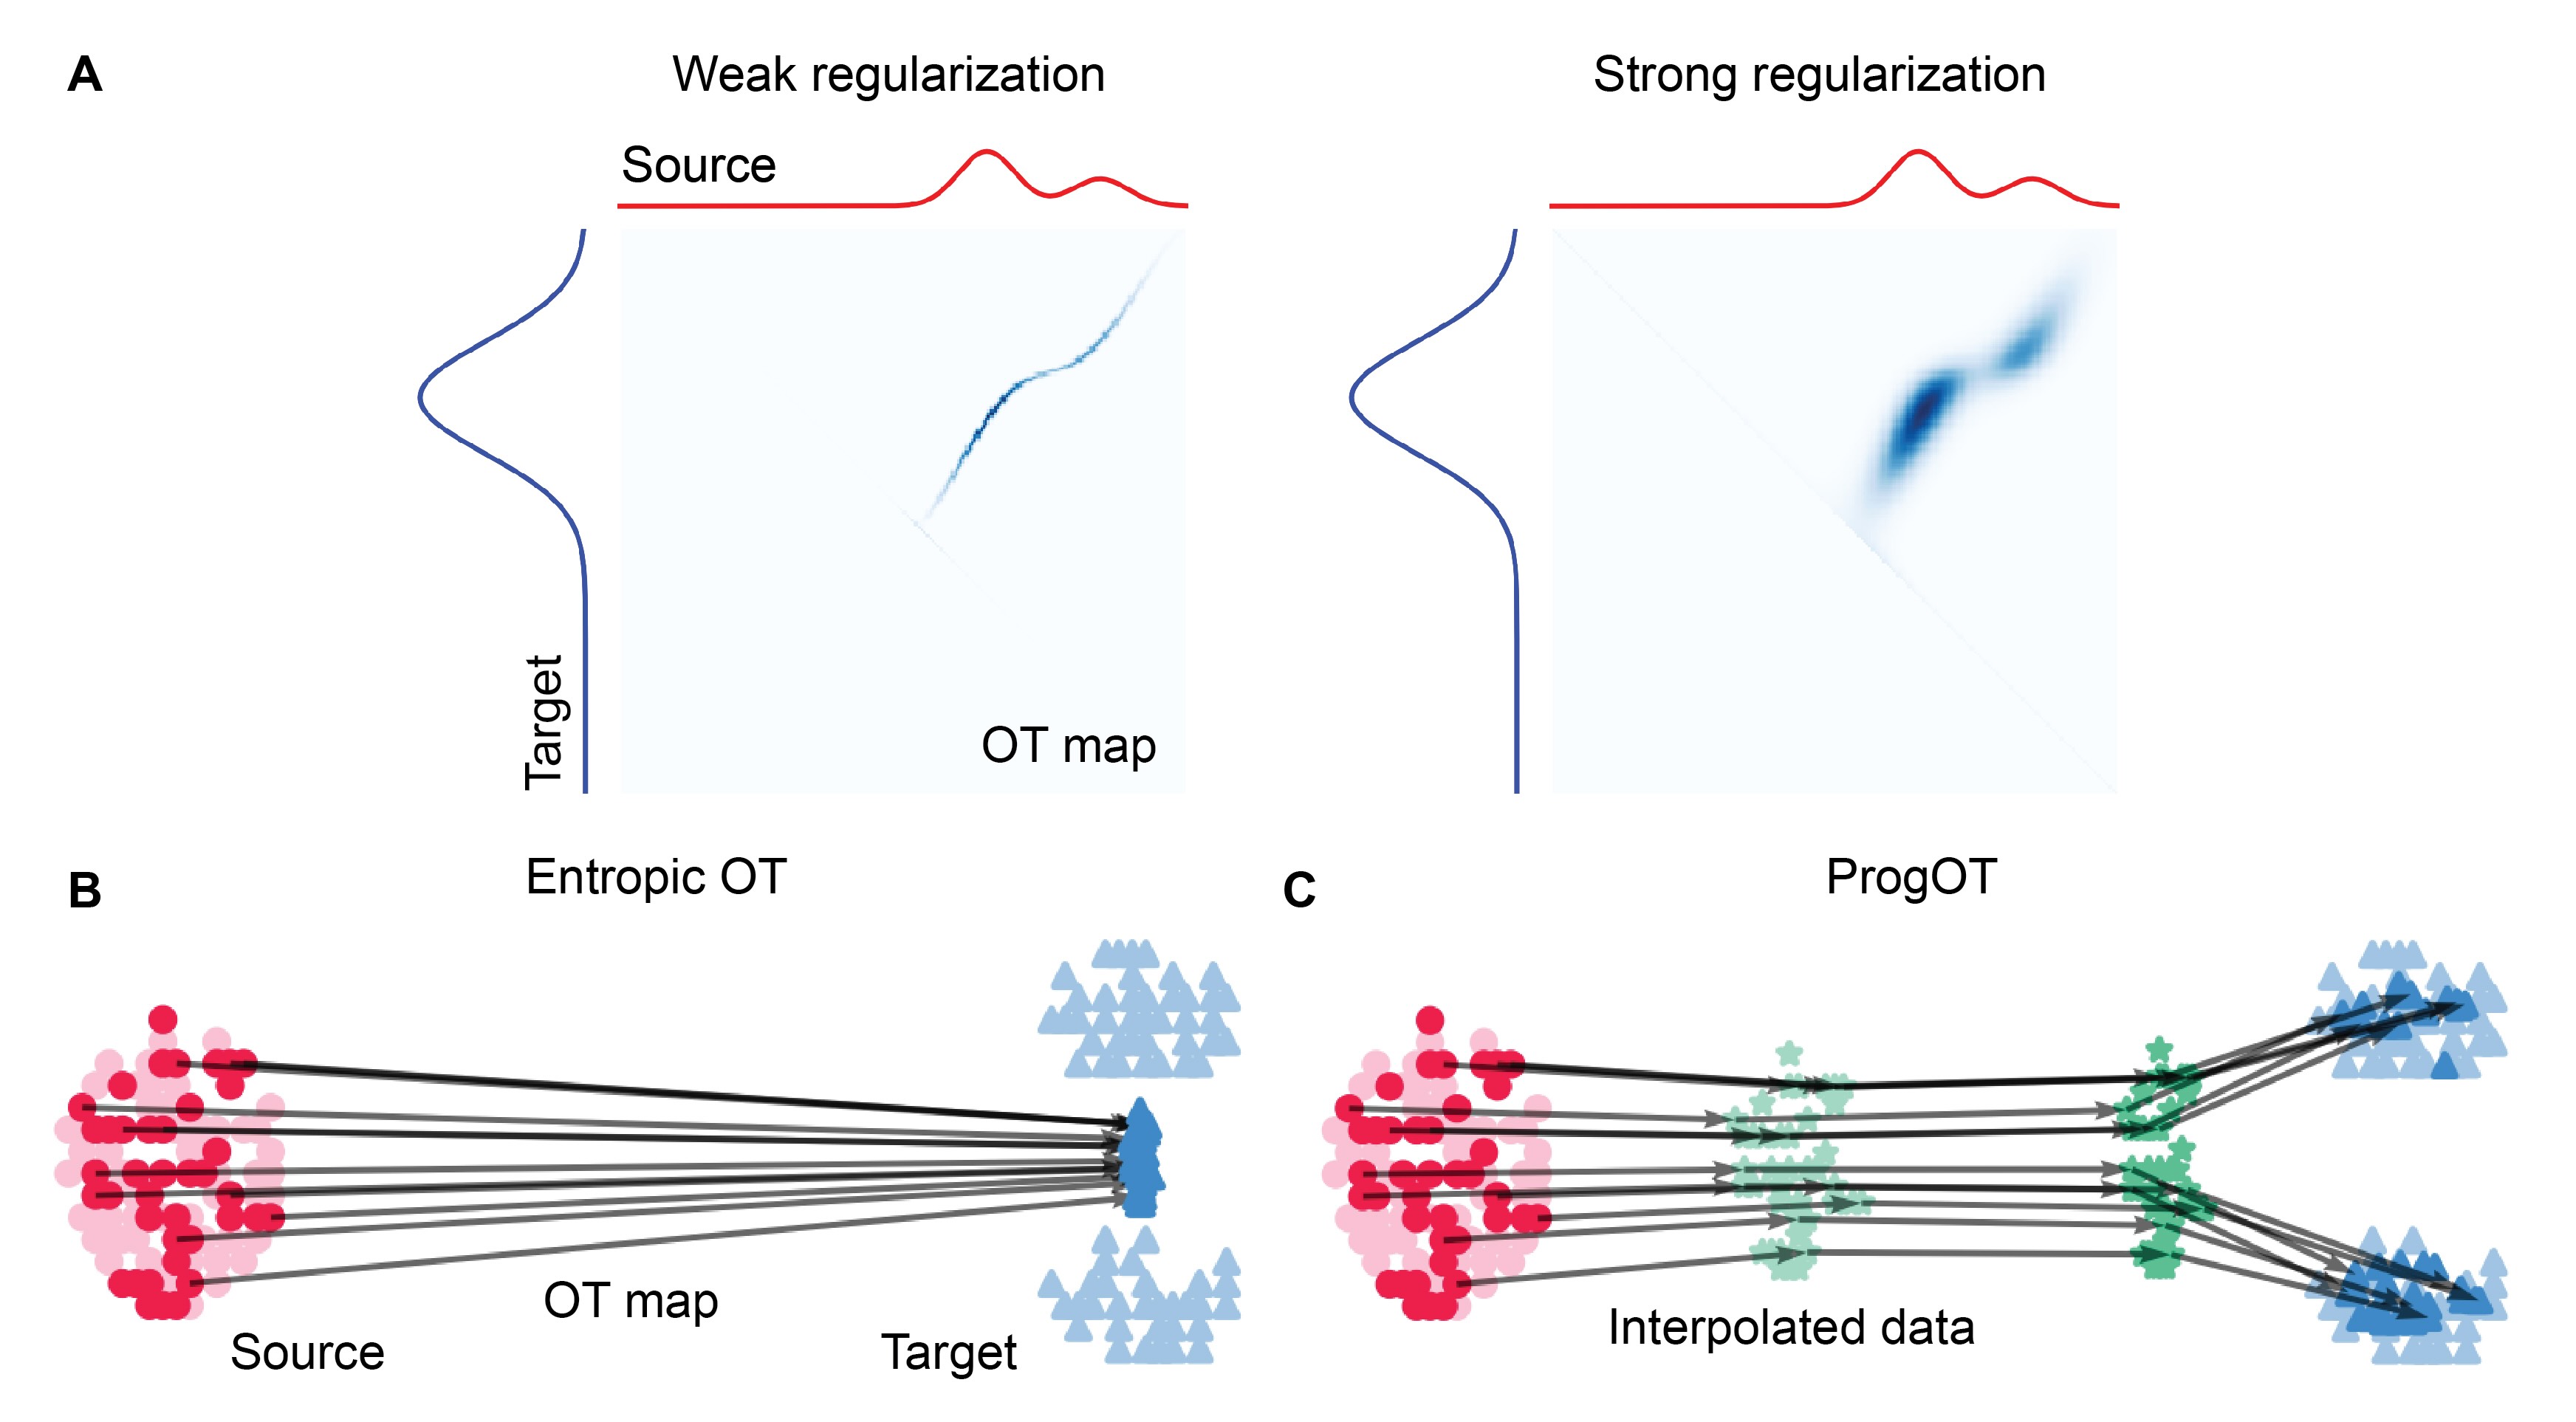 A
Weak regularization
Strong regularization
Source
Target
OT map
B
Entropic OT
C
ProgOT
OT map
Source
Target
Interpolated data